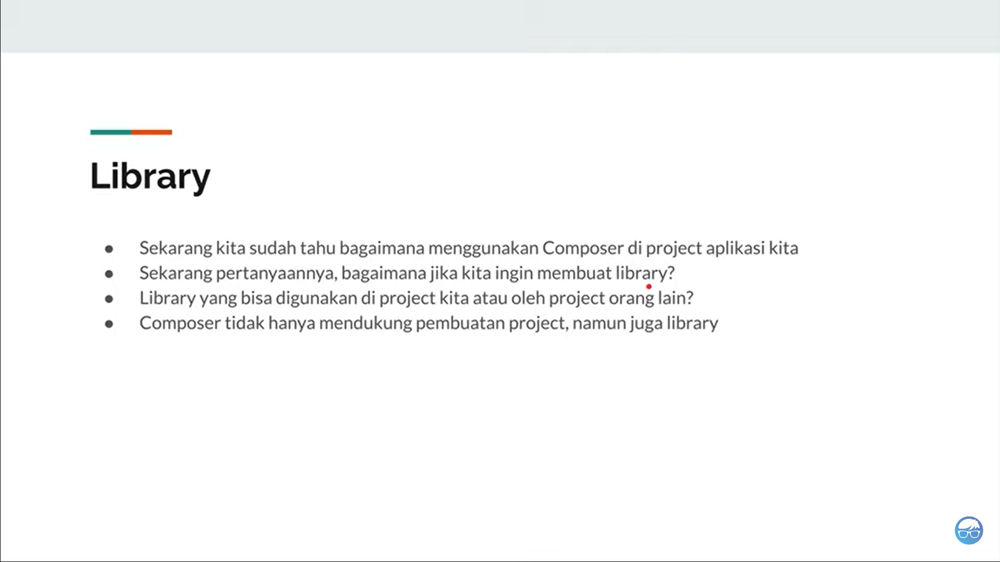 Library
● Sekarang kita sudah tahu bagaimana menggunakan Composer di project aplikasi kita
● Sekarang pertanyaannya, bagaimana jika kita ingin membuat library?
● Library yang bisa digunakan di project kita atau oleh project orang lain?
● Composer tidak hanya mendukung pembuatan project, namun juga library